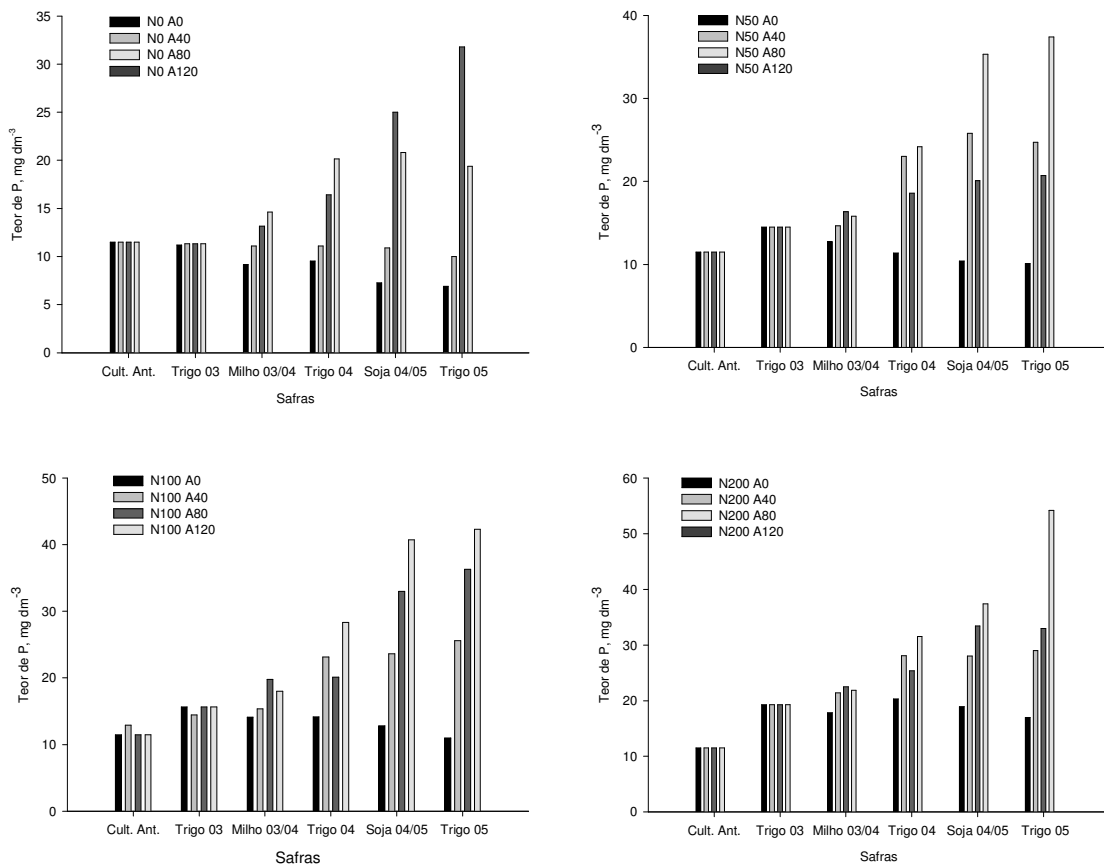 35
30
25
20
15
10
5
0
Teor de P, mg dm-3
N0 A0
N0 A40
N0 A80
N0 A120
Cult. Ant. Trigo 03 Milho 03/04 Trigo 04 Soja 04/05 Trigo 05
Safras
40
30
20
10
0
Teor de P, mg dm-3
N50 A0
N50 A40
N50 A80
N50 A120
Cult. Ant. Trigo 03 Milho 03/04 Trigo 04 Soja 04/05 Trigo 05
Safras
50
40
30
20
10
0
Teor de P, mg dm-3
N100 A0
N100 A40
N100 A80
N100 A120
Cult. Ant. Trigo 03 Milho 03/04 Trigo 04 Soja 04/05 Trigo 05
Safras
60
50
40
30
20
10
0
Teor de P, mg dm-3
N200 A0
N200 A40
N200 A80
N200 A120
Cult. Ant. Trigo 03 Milho 03/04 Trigo 04 Soja 04/05 Trigo 05
Safras